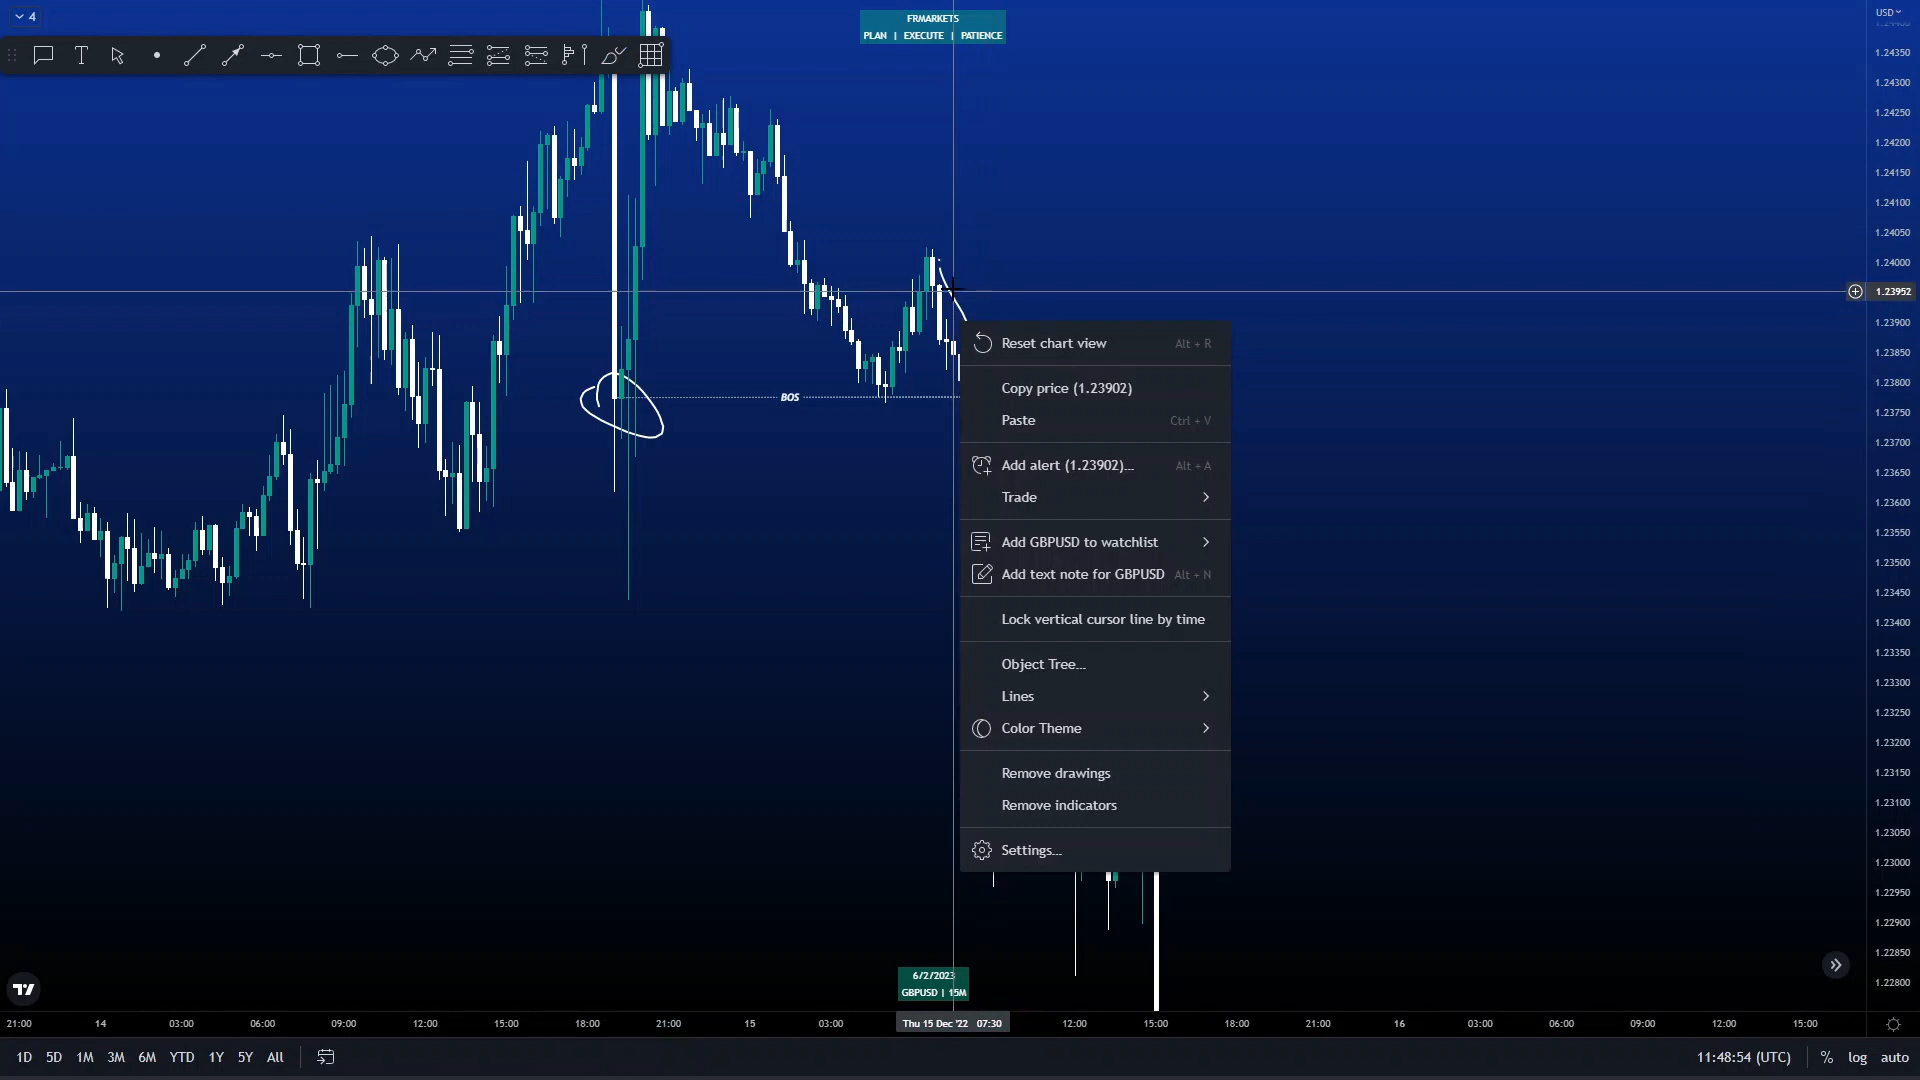 4
FRMARKETS
PLAN | EXECUTE | PATIENCE
USD
1.24350
1.24300
1.24250
1.24200
1.24150
1.24100
1.24050
1.24000
1.23952
1.23900
1.23850
1.23800
1.23750
1.23700
1.23650
1.23600
1.23550
1.23500
1.23450
1.23400
1.23350
1.23300
1.23250
1.23200
1.23150
1.23100
1.23050
1.23000
1.22950
1.22900
1.22850
1.22800
BOS
Reset chart view Alt + R
Copy price (1.23902)
Paste Ctrl + V
Add alert (1.23902)... Alt + A
Trade
Add GBPUSD to watchlist
Add text note for GBPUSD Alt + N
Lock vertical cursor line by time
Object Tree...
Lines
Color Theme
Remove drawings
Remove indicators
Settings...
6/2/2023
GBPUSD | 15M
21:00 14 03:00 06:00 09:00 12:00 15:00 18:00 21:00 15 03:00 Thu 15 Dec '22 07:30 12:00 15:00 18:00 21:00 16 03:00 06:00 09:00 12:00 15:00
1D 5D 1M 3M 6M YTD 1Y 5Y All 11:48:54 (UTC) % log auto